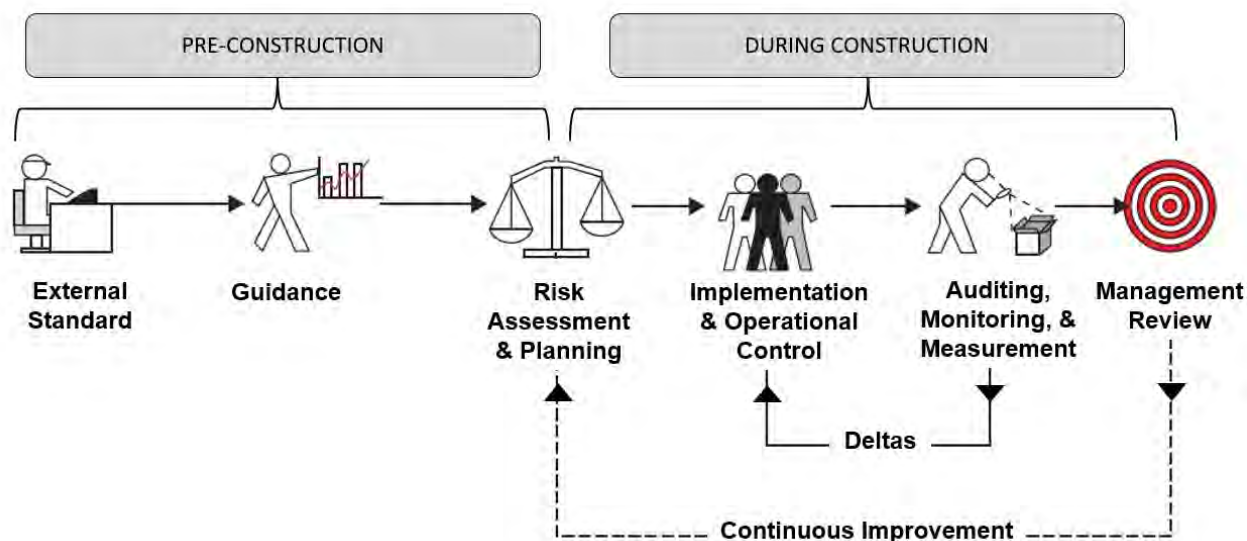 PRE-CONSTRUCTION
DURING CONSTRUCTION
External
Standard
Guidance
Risk
Assessment
& Planning
Implementation
& Operational
Control
Auditing,
Monitoring, &
Measurement
Management
Review
Deltas
Continuous Improvement